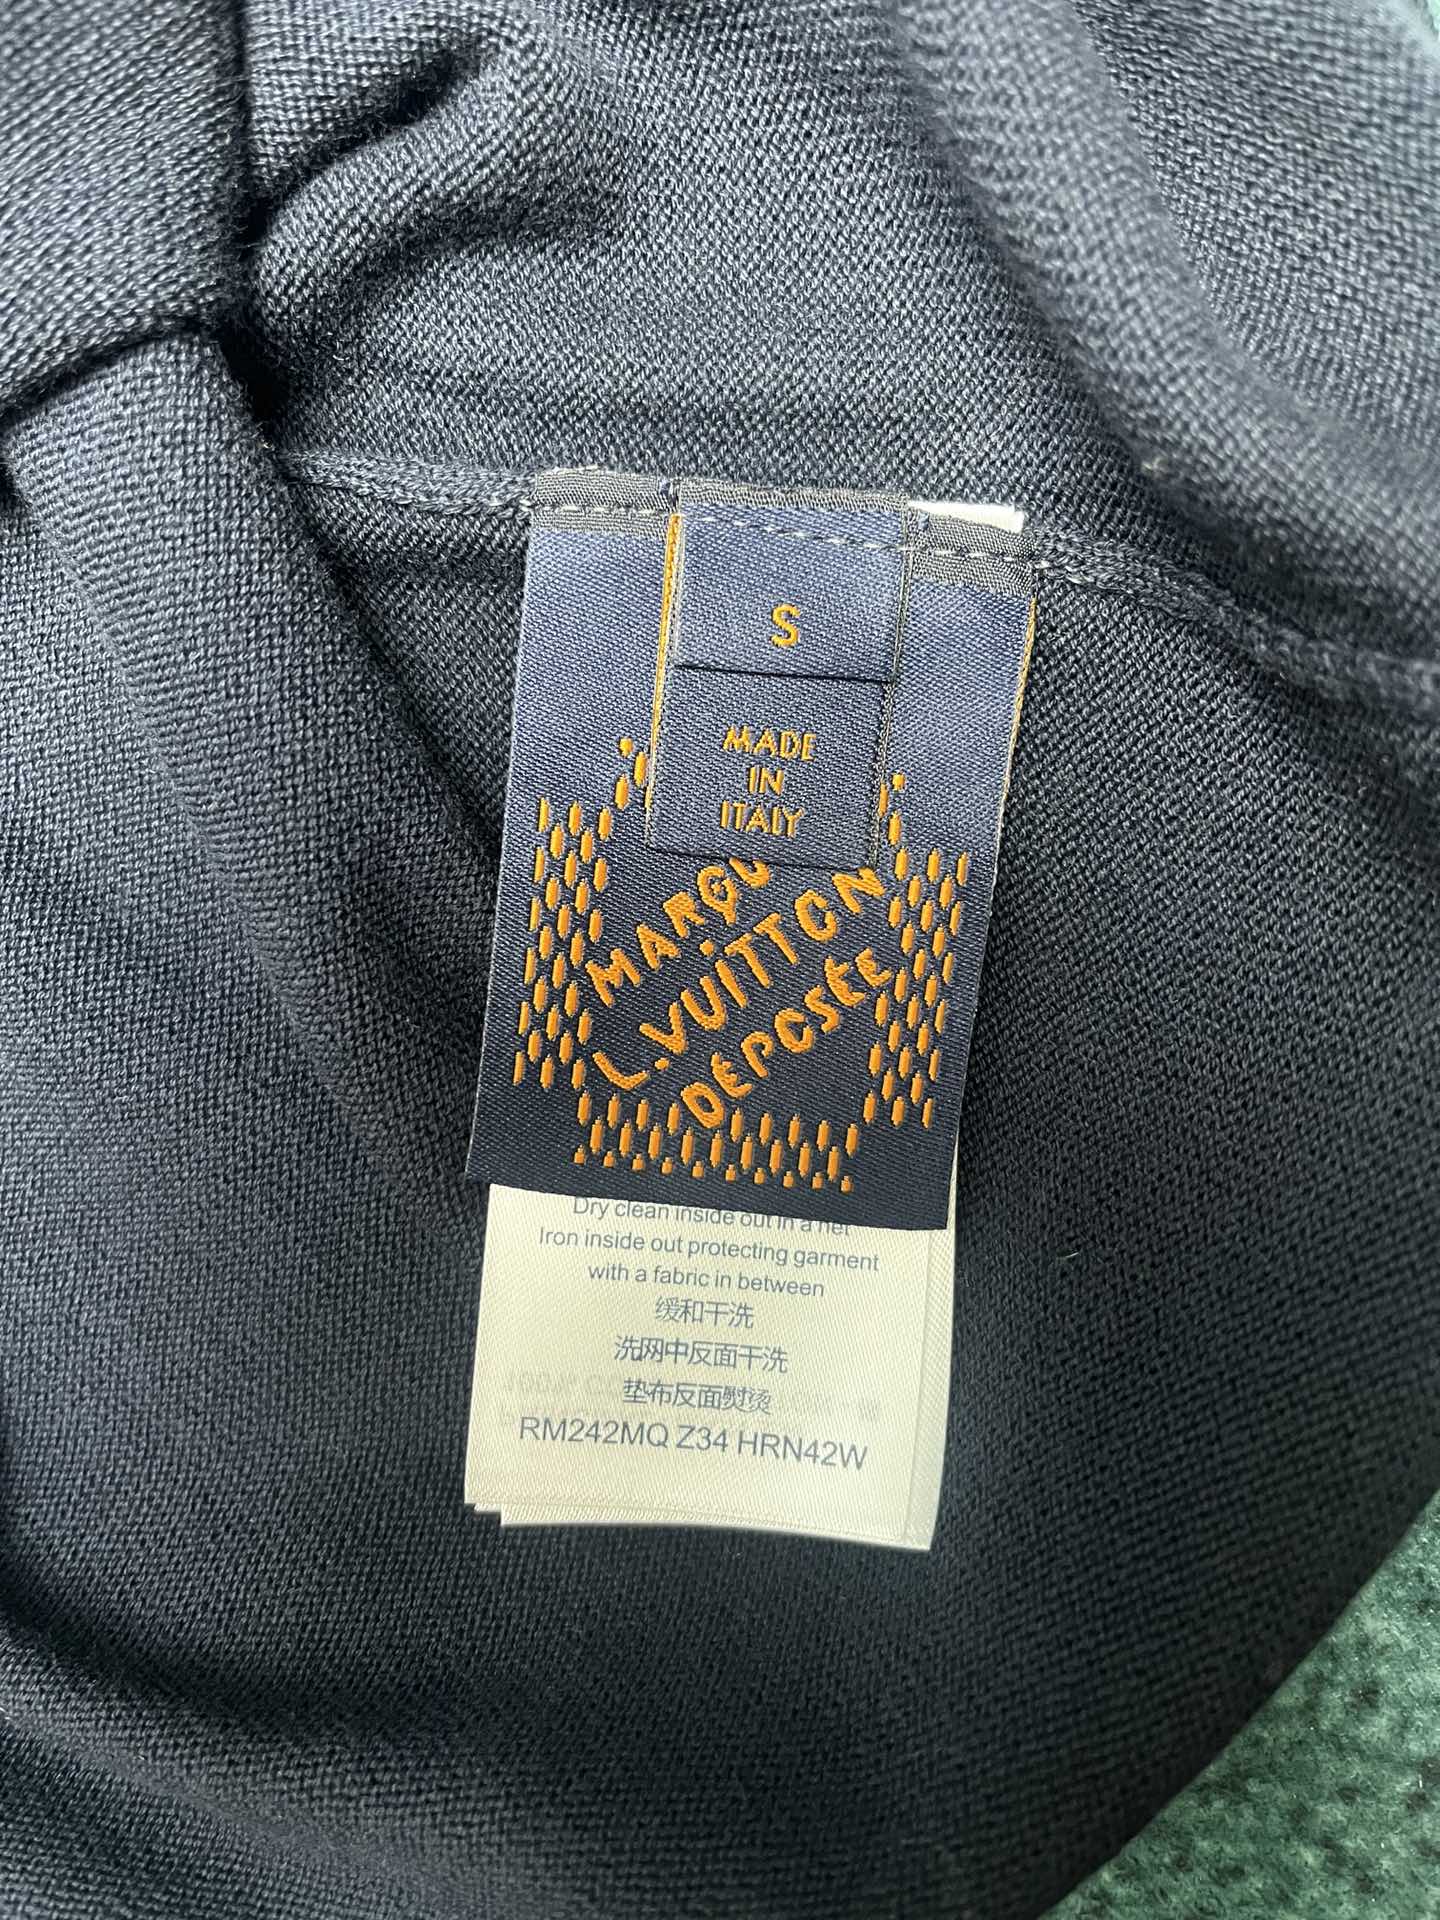 S
MADE
IN
ITALY
L.VUITTON
DÉPOSÉE
Dry clean inside out in a net
Iron inside out protecting garment
with a fabric in between
缓和干洗
洗网中反面干洗
垫布反面熨烫
RM242MQ Z34 HRN42W